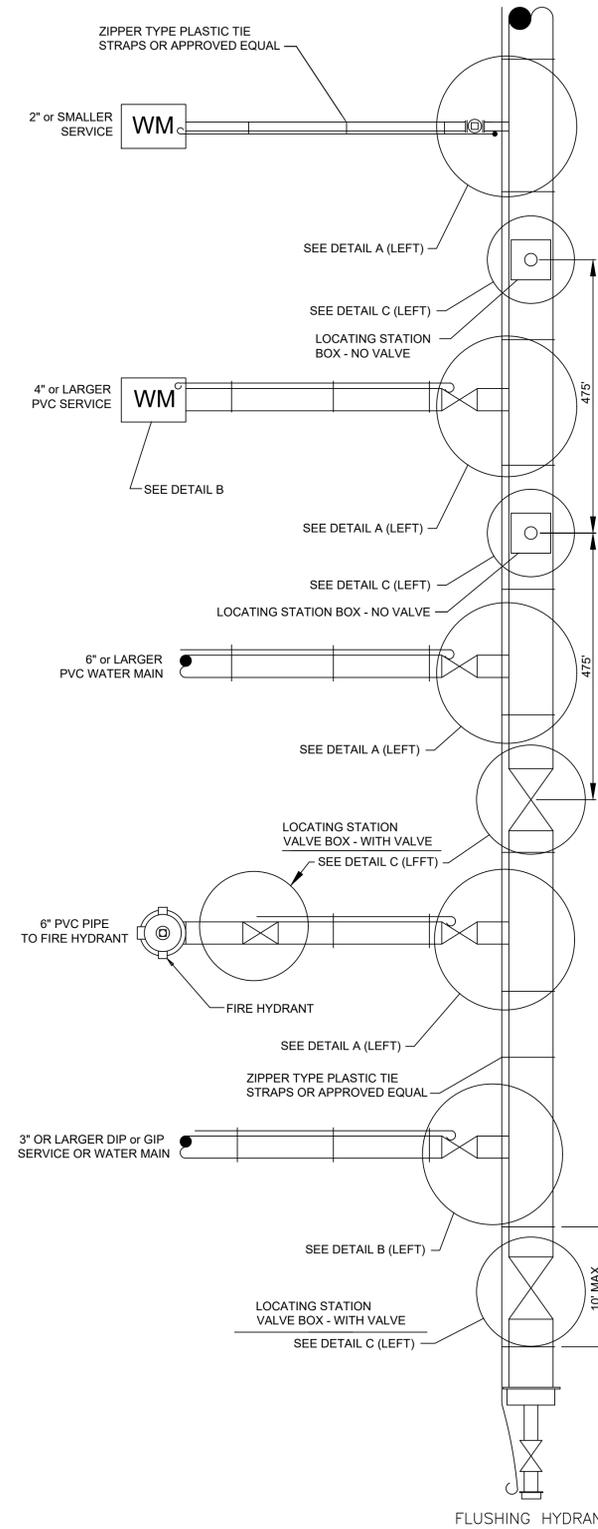 ZIPPER TYPE PLASTIC TIE
STRAPS OR APPROVED EQUAL
2" or SMALLER
SERVICE
WM
SEE DETAIL A (LEFT)
SEE DETAIL C (LEFT)
LOCATING STATION
BOX - NO VALVE
475'
4" or LARGER
PVC SERVICE
WM
SEE DETAIL B
SEE DETAIL A (LEFT)
SEE DETAIL C (LEFT)
LOCATING STATION BOX - NO VALVE
6" or LARGER
PVC WATER MAIN
475'
SEE DETAIL A (LEFT)
LOCATING STATION
VALVE BOX - WITH VALVE
SEE DETAIL C (LFFT)
6" PVC PIPE
TO FIRE HYDRANT
FIRE HYDRANT
SEE DETAIL A (LEFT)
ZIPPER TYPE PLASTIC TIE
STRAPS OR APPROVED EQUAL
3" OR LARGER DIP or GIP
SERVICE OR WATER MAIN
SEE DETAIL B (LEFT)
10' MAX
LOCATING STATION
VALVE BOX - WITH VALVE
SEE DETAIL C (LEFT)
FLUSHING HYDRAN